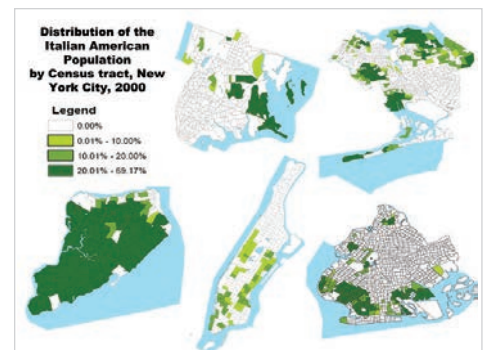 Distribution of the
Italian American
Population
by Census tract, New
York City, 2000
Legend
0.00%
0.01% - 10.00%
10.01% - 20.00%
20.01% - 69.17%